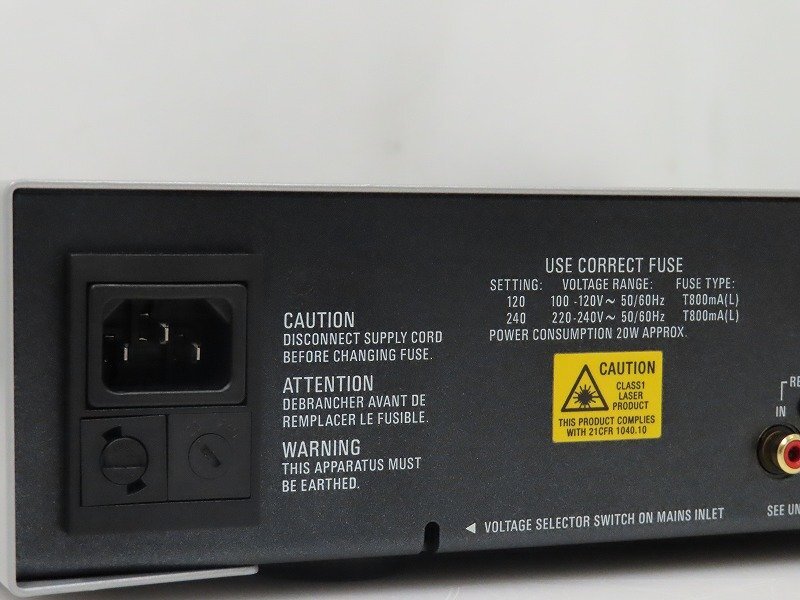 CAUTION
DISCONNECT SUPPLY CORD
BEFORE CHANGING FUSE.
ATTENTION
DEBRANCHER AVANT DE
REMPLACER LE FUSIBLE.
WARNING
THIS APPARATUS MUST
BE EARTHED.
USE CORRECT FUSE
SETTING: VOLTAGE RANGE: FUSE TYPE:
120 100 -120V~ 50/60Hz T800mA(L)
240 220-240V~ 50/60Hz T800mA(L)
POWER CONSUMPTION 20W APPROX.
CAUTION
CLASS1
LASER
PRODUCT
THIS PRODUCT COMPLIES
WITH 21CFR 1040.10
◄ VOLTAGE SELECTOR SWITCH ON MAINS INLET
IN
SEE